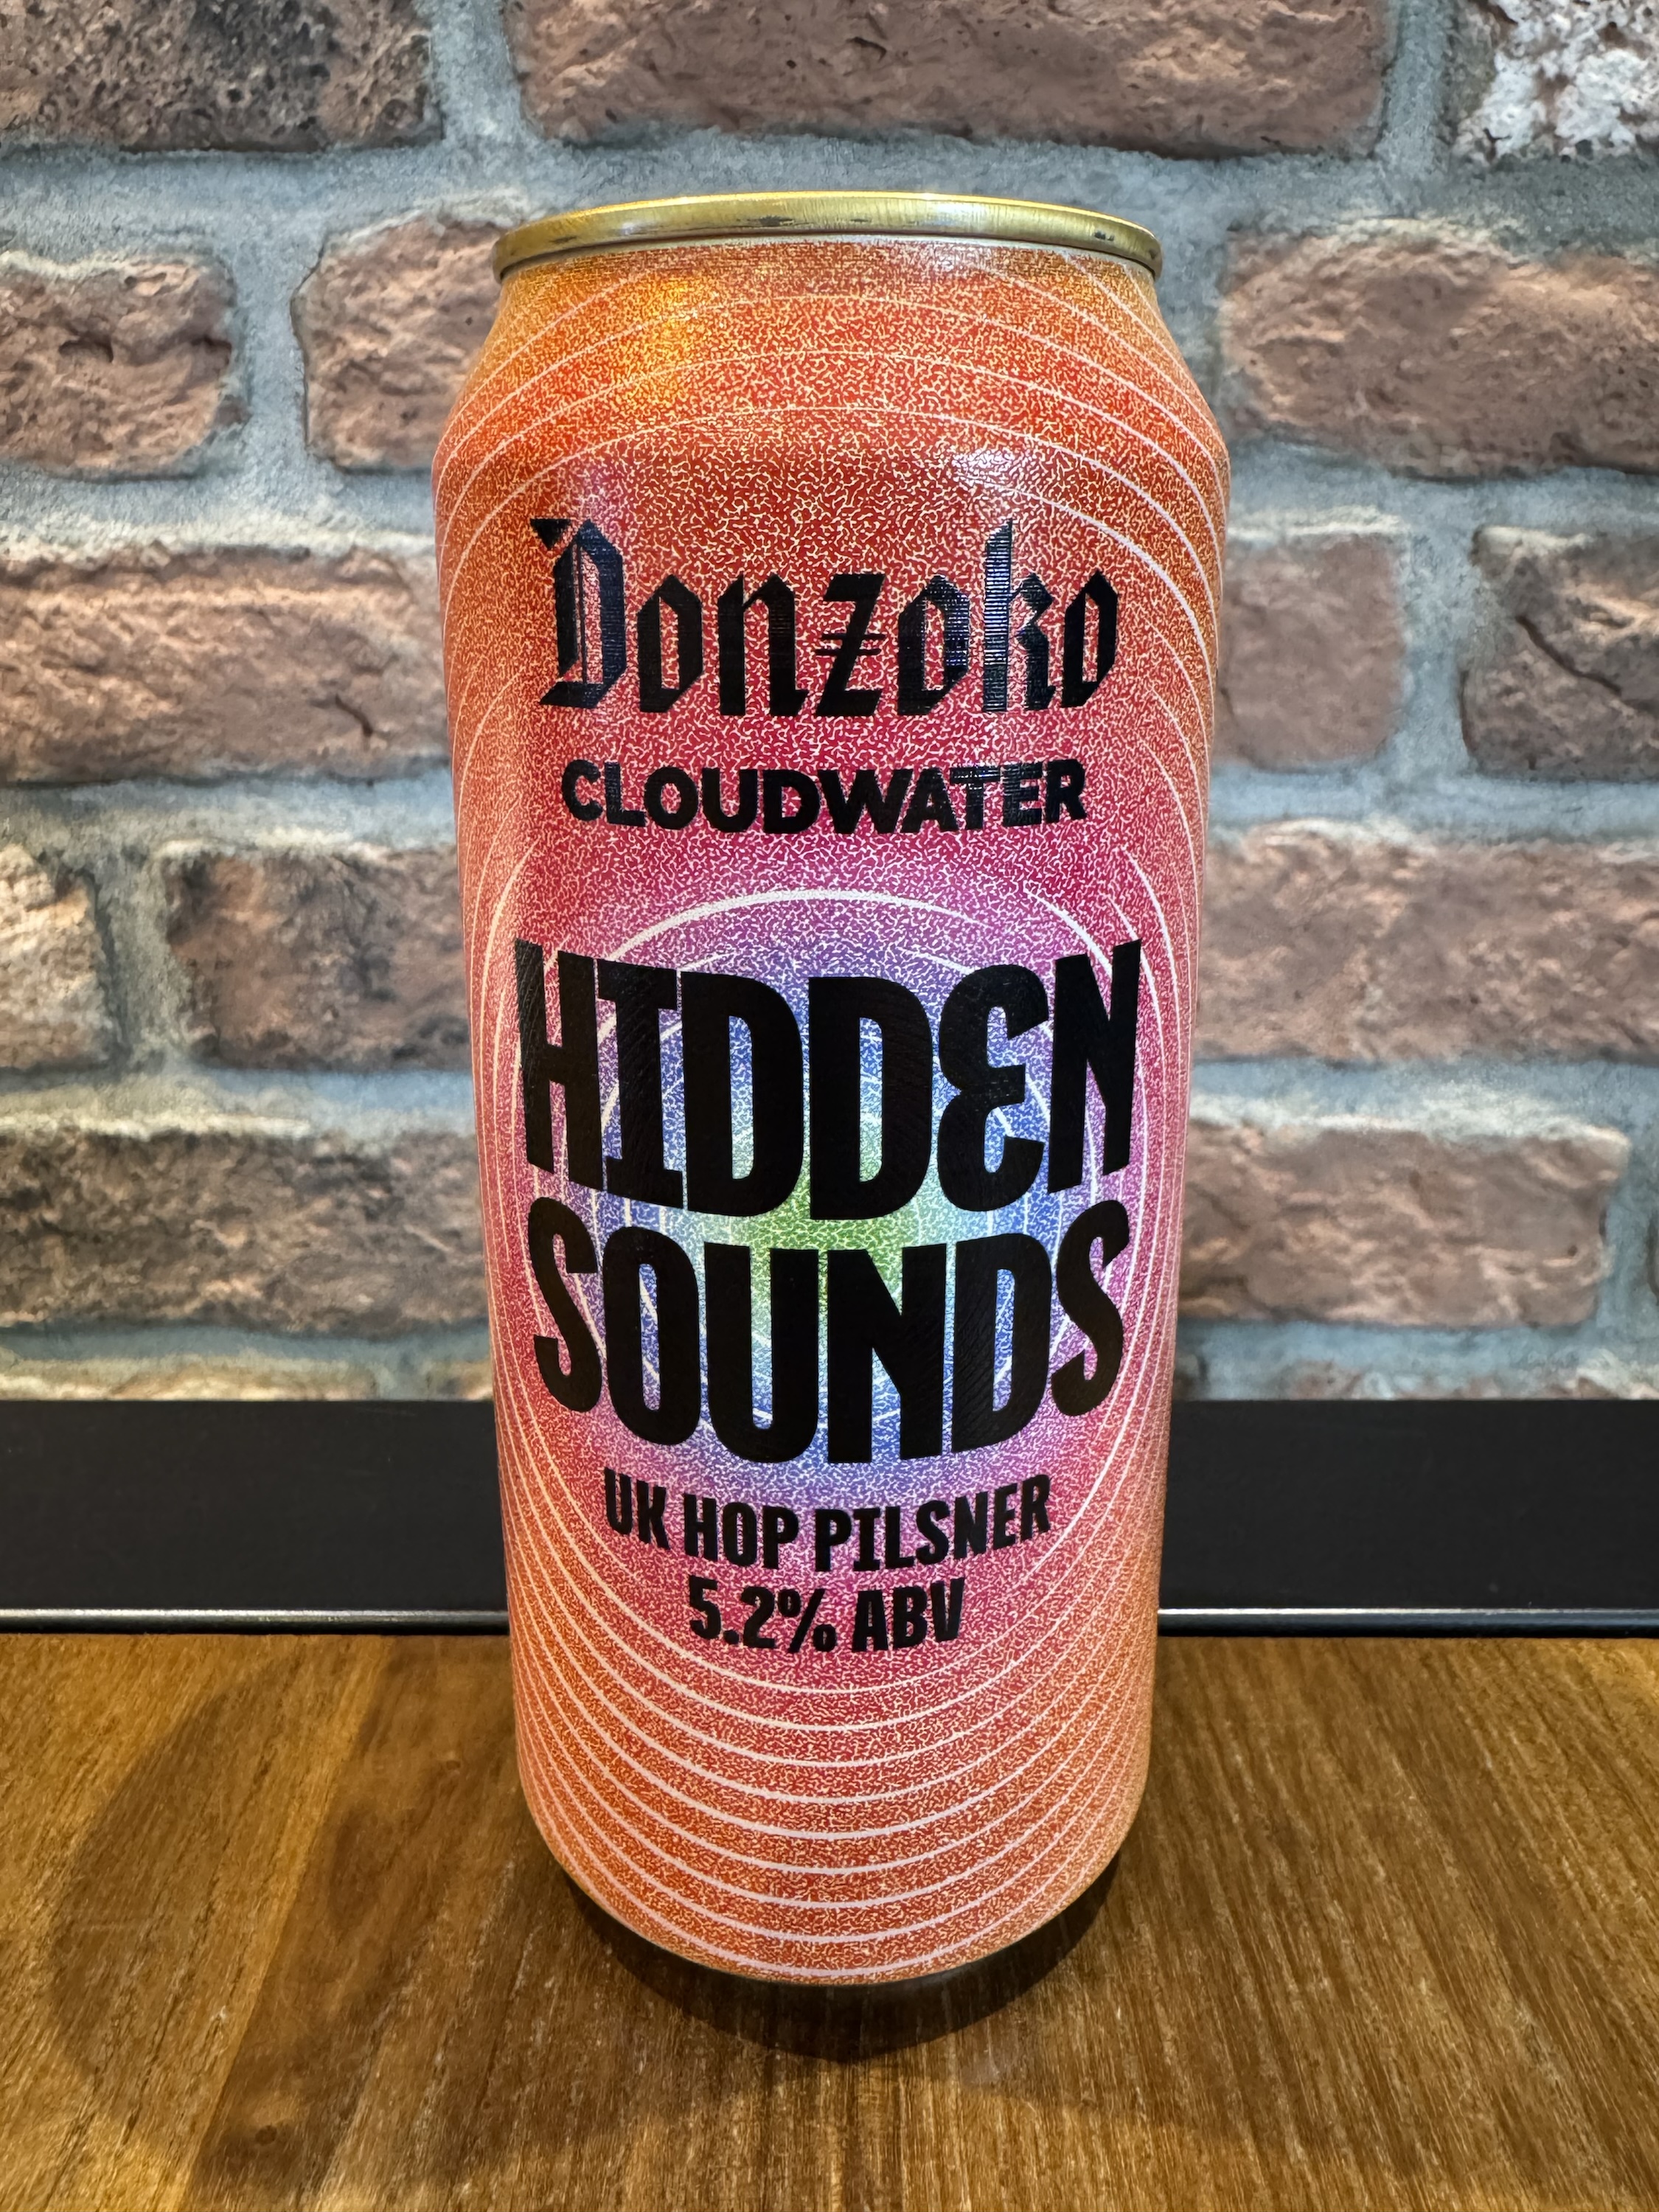 Donzoko
CLOUDWATER
HIDDEN
SOUNDS
UK HOP PILSNER
5.2% ABV